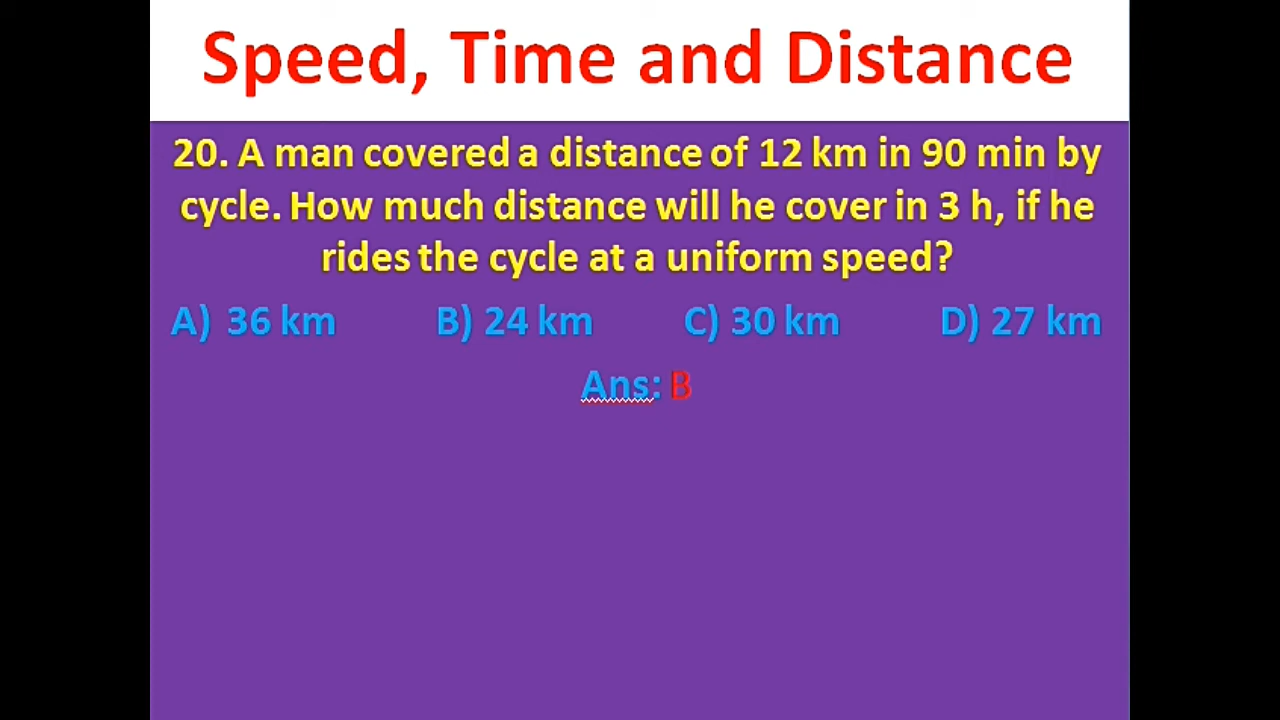 Speed, Time and Distance
20. A man covered a distance of 12 km in 90 min by
cycle. How much distance will he cover in 3 h, if he
rides the cycle at a uniform speed?
A) 36 km B) 24 km C) 30 km D) 27 km
Ans: B